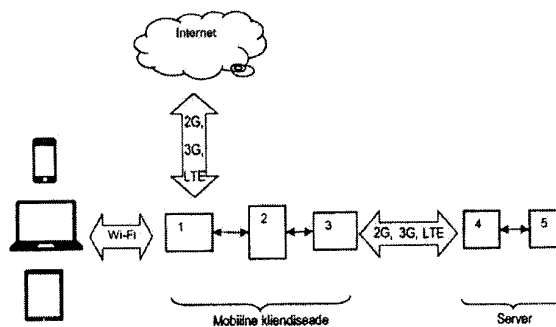 Internet
2G,
3G,
LTE
Wi-Fi
1
2
3
2G, 3G, LTE
4
5
Mobiilne kliendiseade
Server